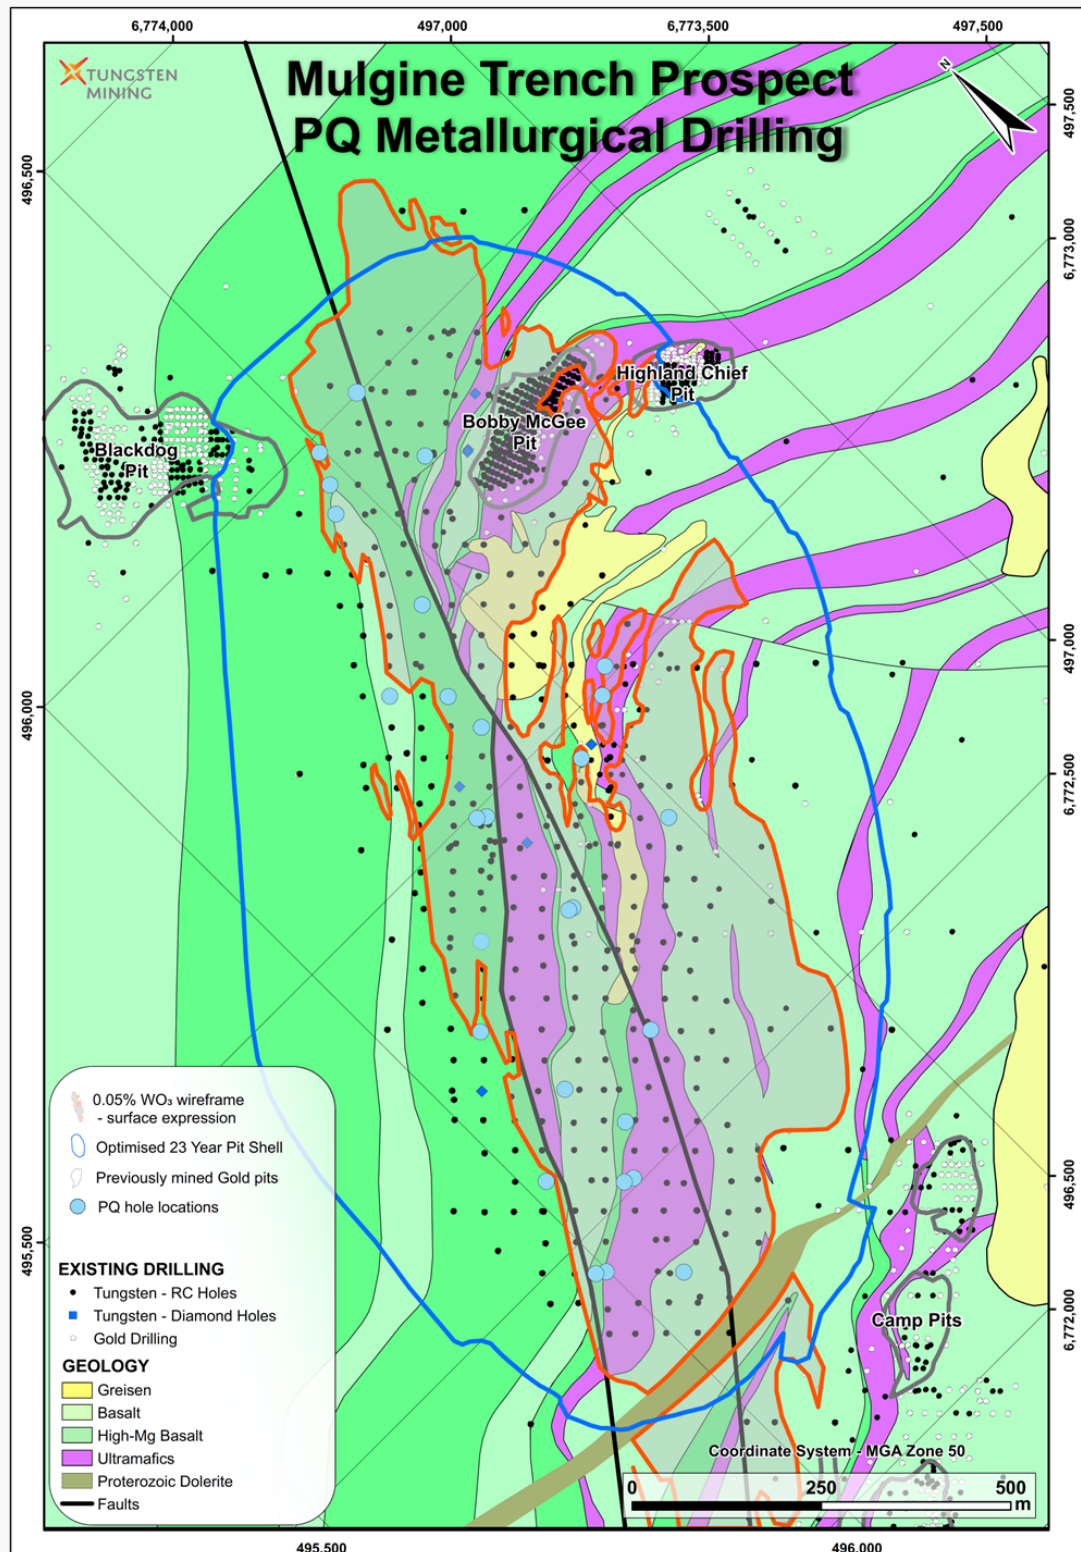 6,774,000
497,000
6,773,500
497,500
TUNGSTEN
MINING
Mulgine Trench Prospect
PQ Metallurgical Drilling
N
497,500
496,500
6,773,000
Highland Chief
Pit
Bobby McGee
Pit
Blackdog
Pit
497,000
496,000
6,772,500
0.05% WO₃ wireframe
- surface expression
Optimised 23 Year Pit Shell
Previously mined Gold pits
PQ hole locations
496,500
495,500
EXISTING DRILLING
Tungsten - RC Holes
Tungsten - Diamond Holes
Gold Drilling
6,772,000
Camp Pits
GEOLOGY
Greisen
Basalt
High-Mg Basalt
Ultramafics
Proterozoic Dolerite
Faults
Coordinate System - MGA Zone 50
0 250 500
m
495,500
496,000